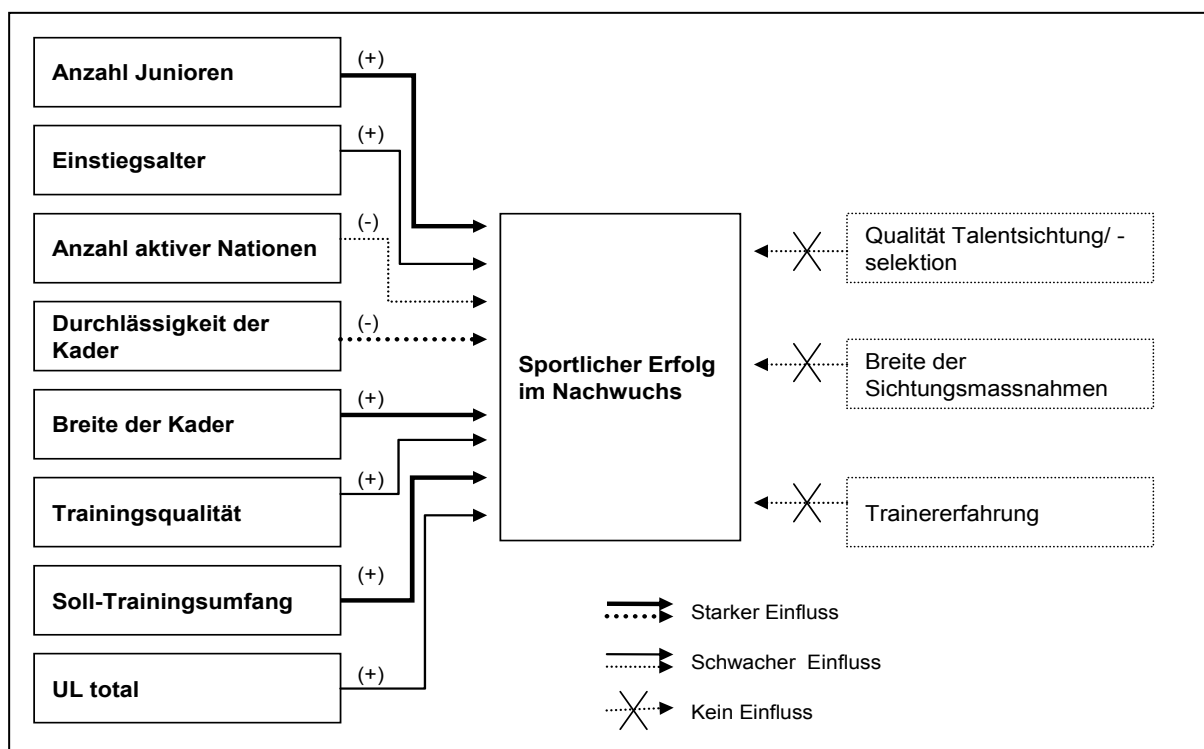 (+)
Anzahl Junioren
(+)
Einstiegsalter
(-)
Anzahl aktiver Nationen
(-)
Durchlässigkeit der
Kader
(+)
Breite der Kader
(+)
Trainingsqualität
(+)
Soll-Trainingsumfang
(+)
UL total
Sportlicher Erfolg
im Nachwuchs
Qualität Talentsichtung/ -
selektion
Breite der
Sichtungsmassnahmen
Trainererfahrung
Starker Einfluss
Schwacher Einfluss
Kein Einfluss